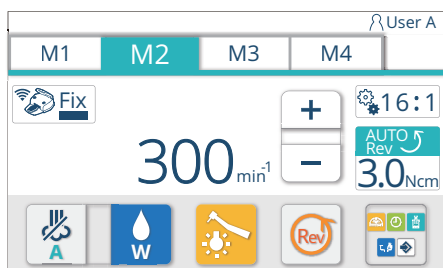 User A
M1 M2 M3 M4
Fix
16:1
300 min⁻¹
+
−
AUTO
Rev
3.0Ncm
A
W
Rev
t,β